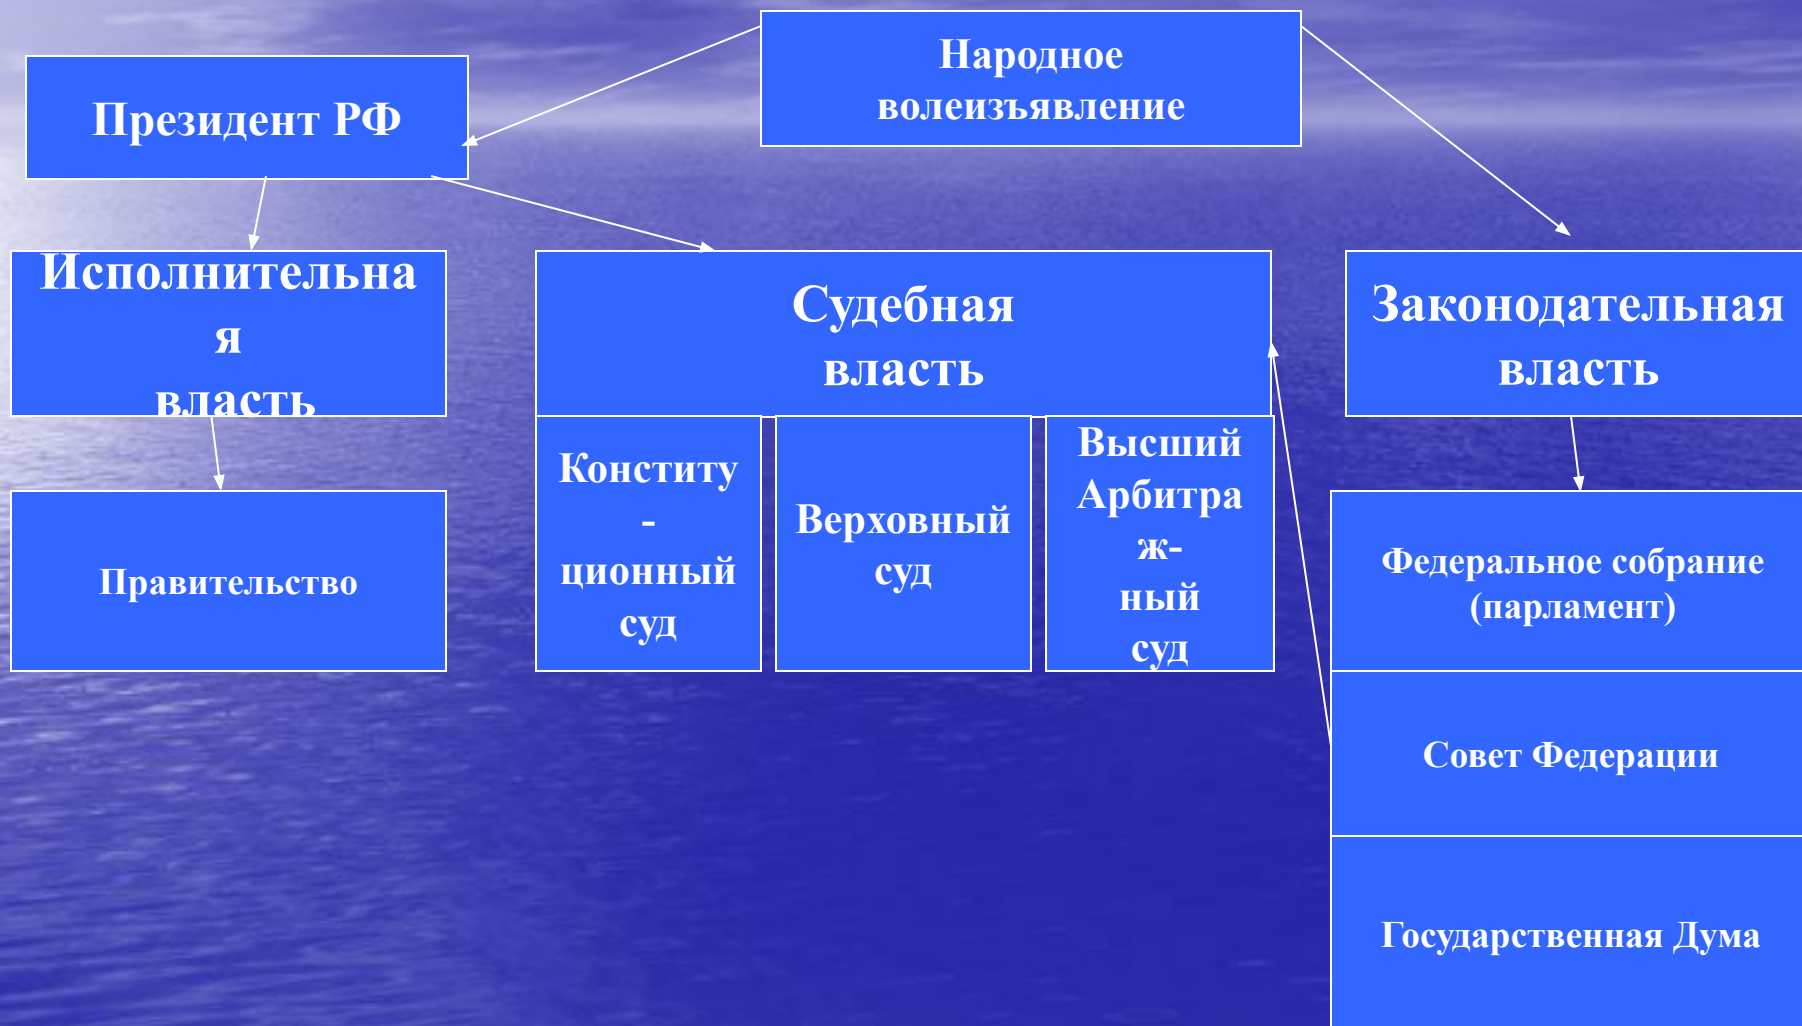 Народное
волеизъявление
Президент РФ
Исполнительна
я
власть
Судебная
власть
Законодательная
власть
Правительство
Конститу
-
ционный
суд
Верховный
суд
Высший
Арбитра
ж-
ный
суд
Федеральное собрание
(парламент)
Совет Федерации
Государственная Дума